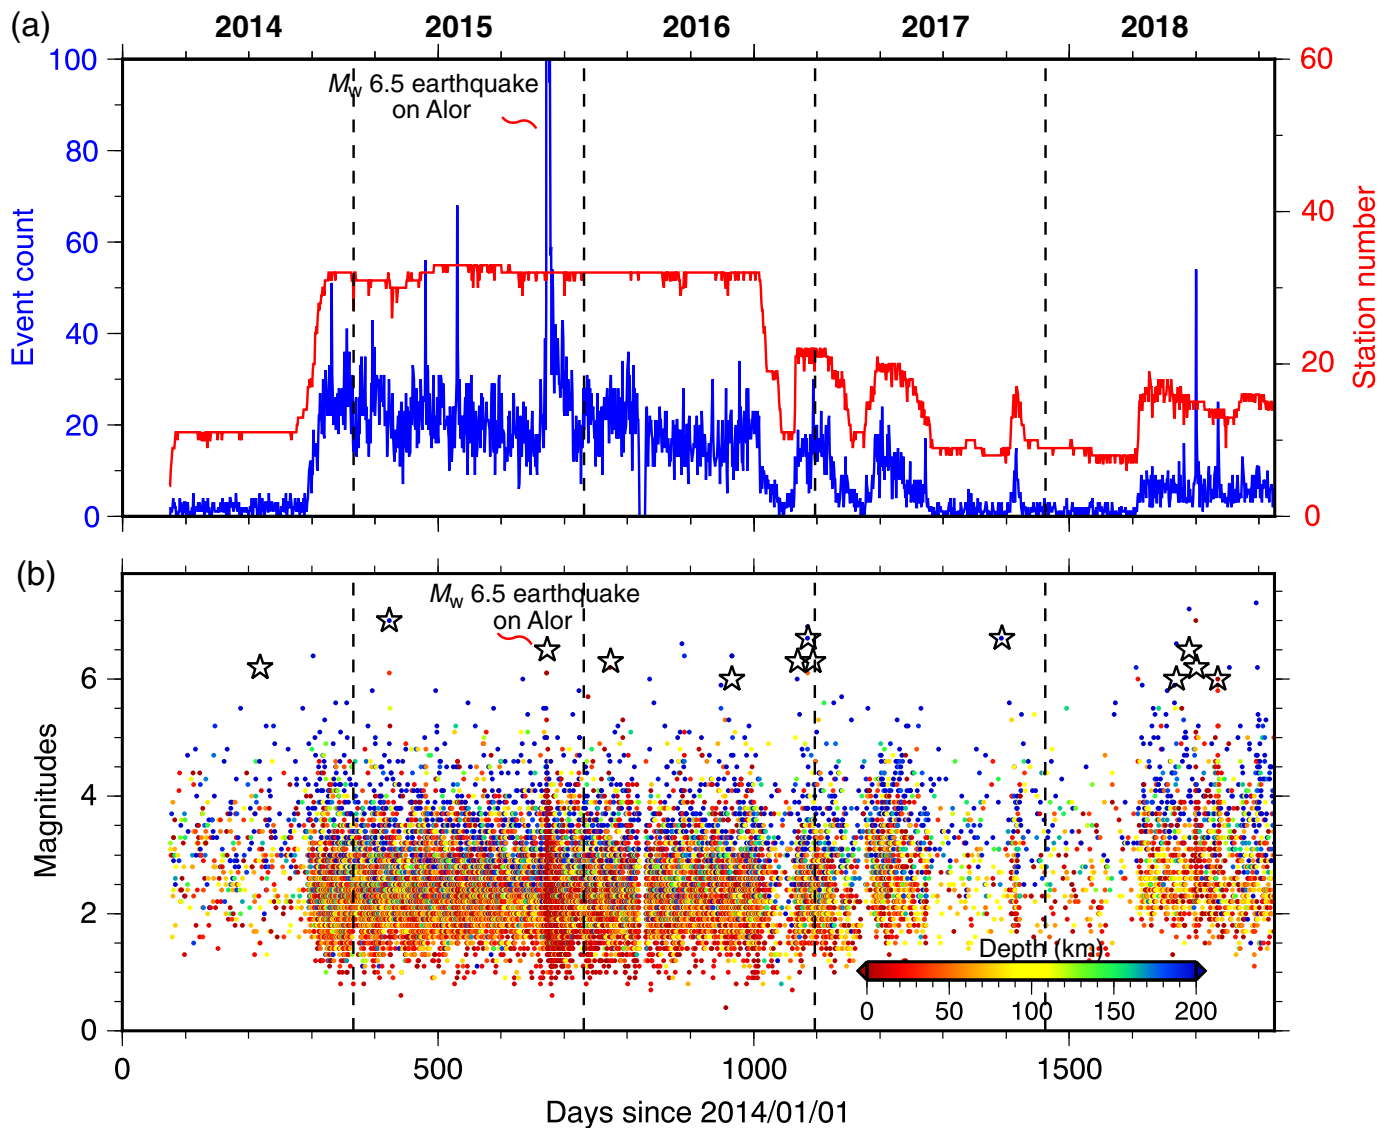 (a)
2014 2015 2016 2017 2018
100 60
Mw 6.5 earthquake
on Alor
80
60 40
40
20 20
0 0
Event count
Station number
(b)
Mw 6.5 earthquake
on Alor
6
4
2
0
Magnitudes
Depth (km)
0 50 100 150 200
0 500 1000 1500
Days since 2014/01/01